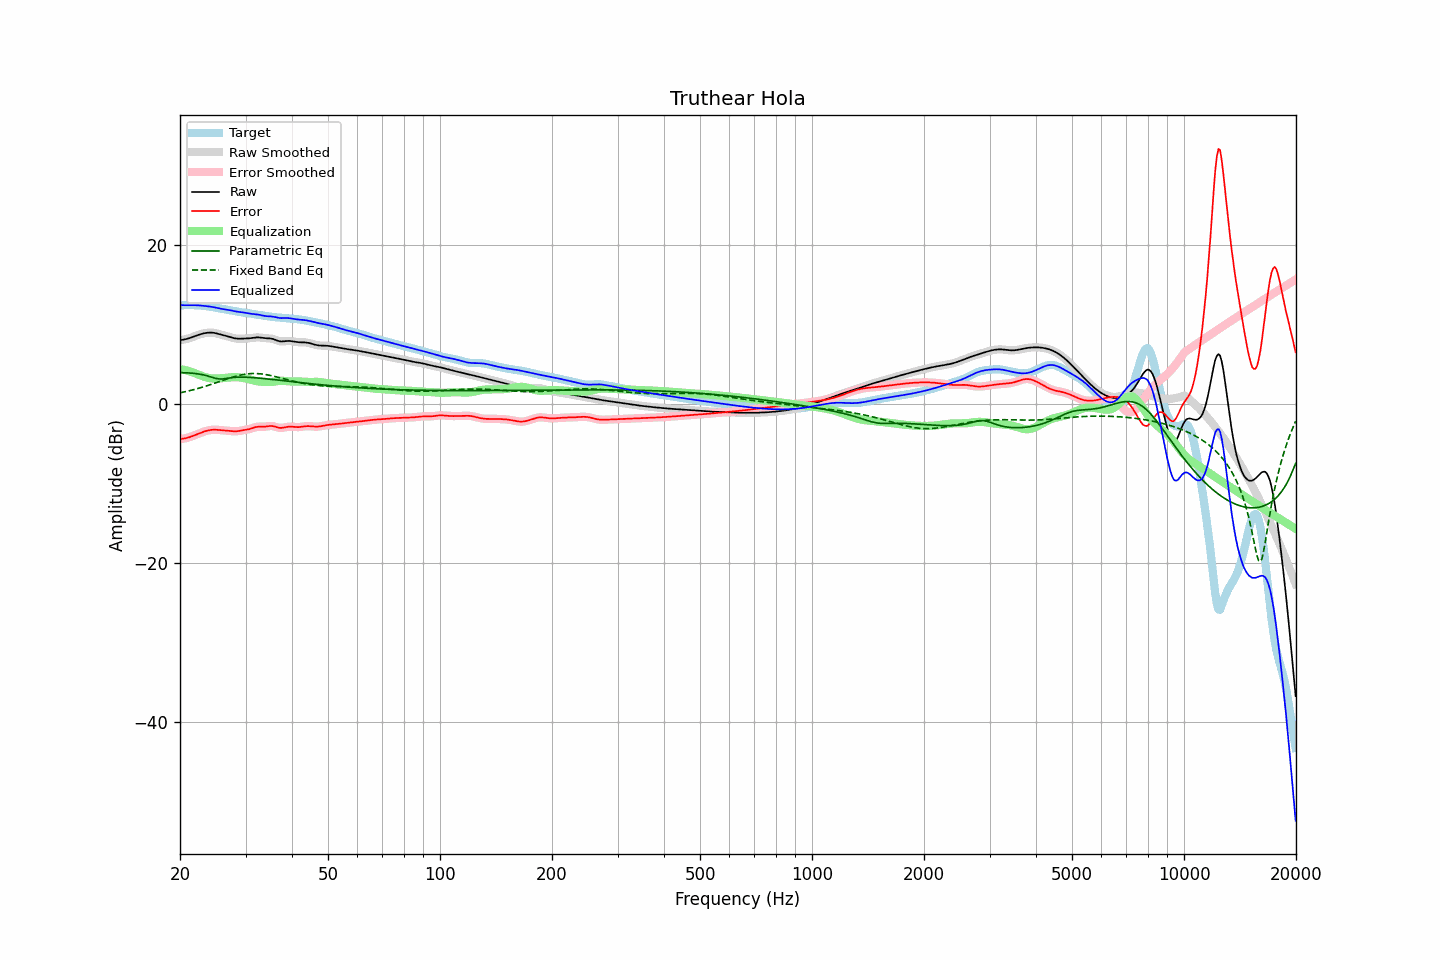 Truthear Hola
Target
Raw Smoothed
Error Smoothed
Raw
Error
Equalization
Parametric Eq
Fixed Band Eq
Equalized
Amplitude (dBr)
20
0
−20
−40
20 50 100 200 500 1000 2000 5000 10000 20000
Frequency (Hz)